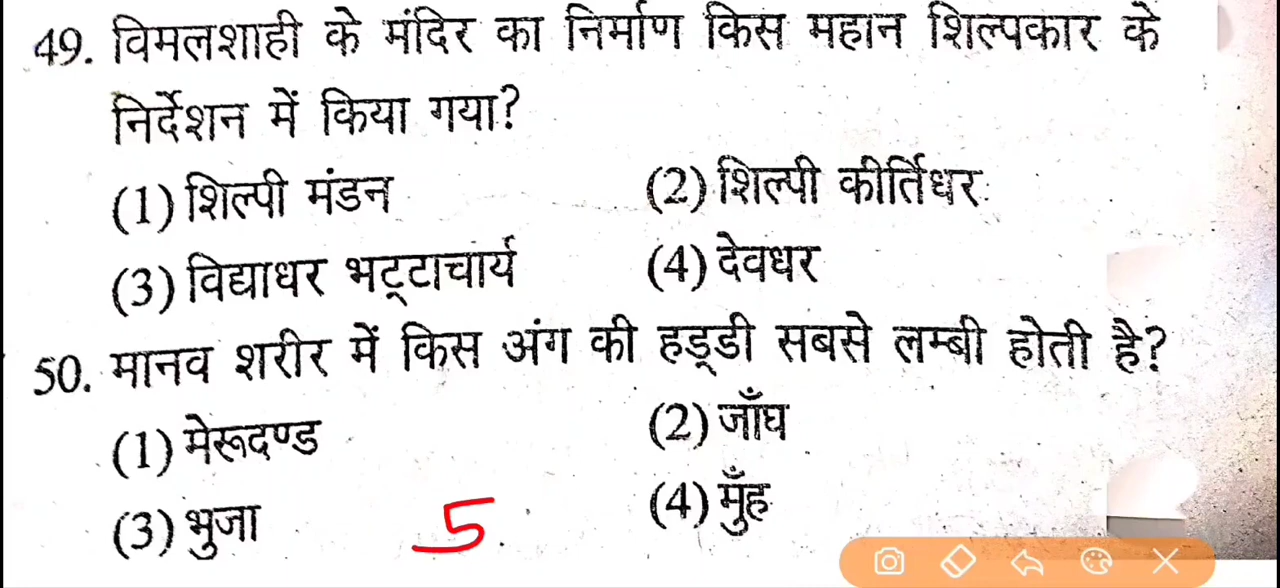 49. विमलशाही के मंदिर का निर्माण किस महान शिल्पकार के
निर्देशन में किया गया?
(1) शिल्पी मंडन (2) शिल्पी कीर्तिधर
(3) विद्याधर भट्टाचार्य (4) देवधर
50. मानव शरीर में किस अंग की हड्डी सबसे लम्बी होती है?
(1) मेरूदण्ड (2) जाँघ
(3) भुजा (4) मुँह
5